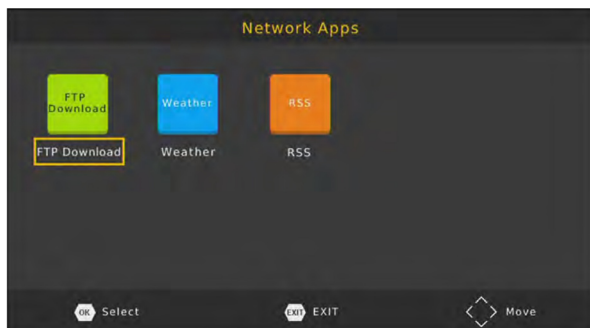 Network Apps
FTP
Download
Weather
RSS
FTP Download
Weather
RSS
OK Select
EXIT EXIT
Move